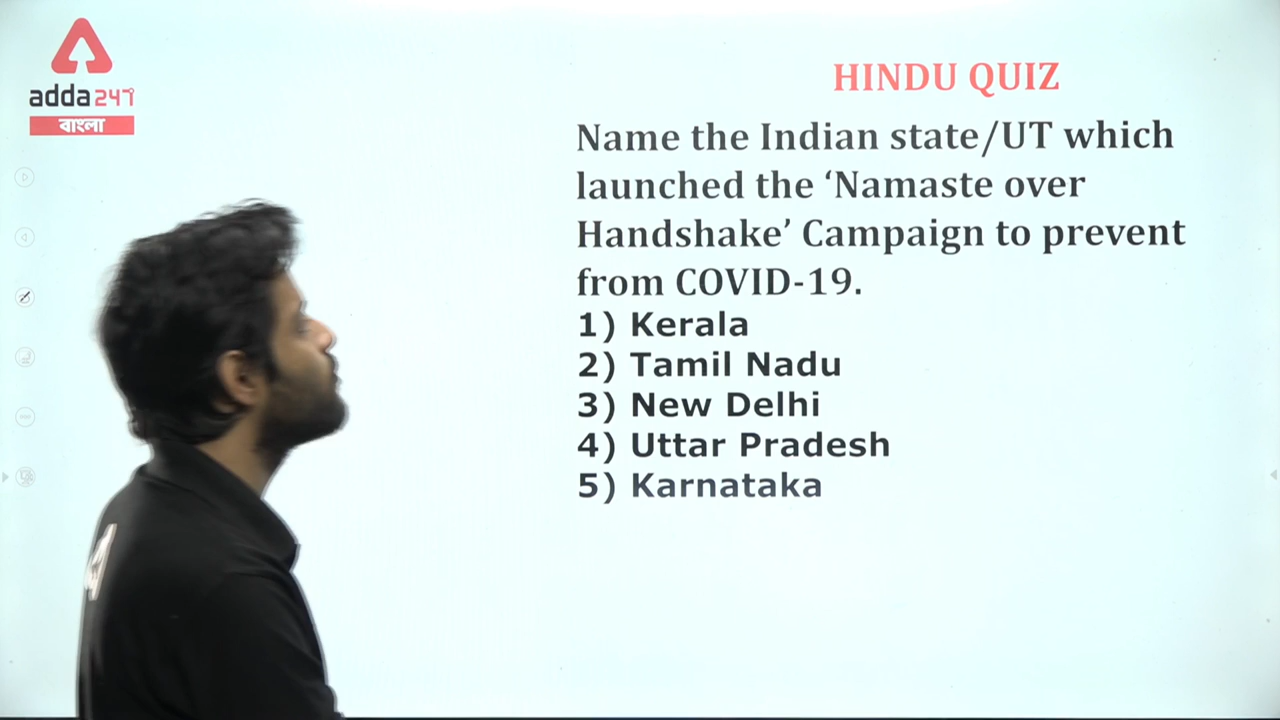 adda247
বাংলা
HINDU QUIZ
Name the Indian state/UT which
launched the ‘Namaste over
Handshake’ Campaign to prevent
from COVID-19.
1) Kerala
2) Tamil Nadu
3) New Delhi
4) Uttar Pradesh
5) Karnataka